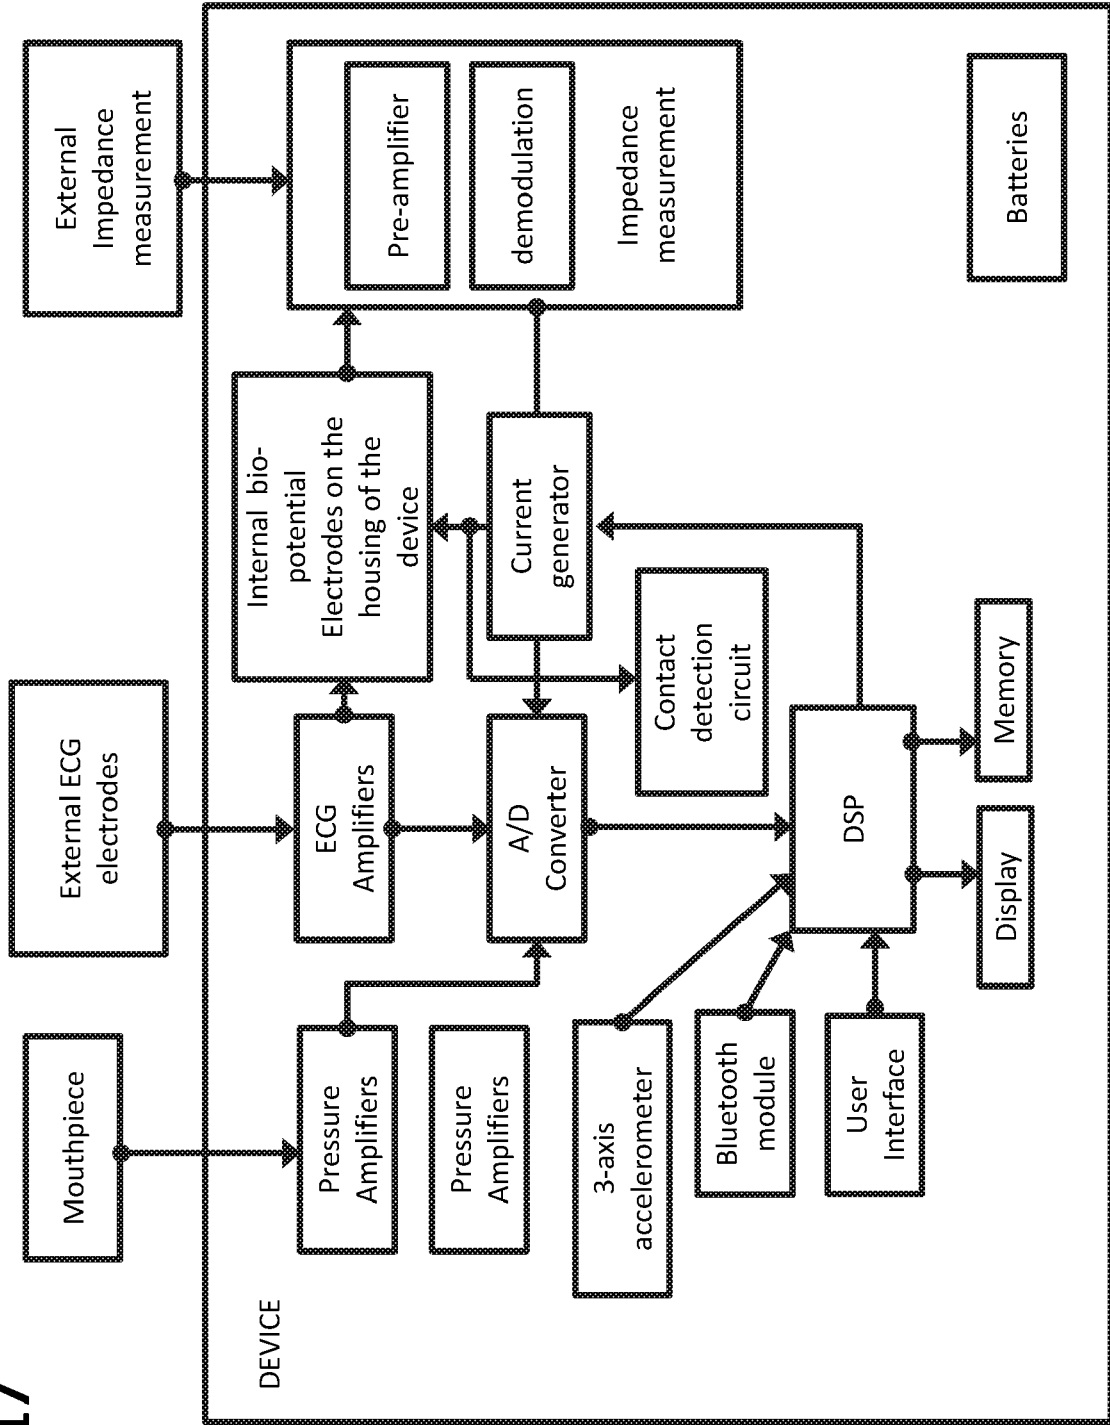 Mouthpiece
External ECG
electrodes
External
Impedance
measurement
DEVICE
Pressure
Amplifiers
ECG
Amplifiers
Internal bio-
potential
Electrodes on the
housing of the
device
Pre-amplifier
demodulation
Impedance
measurement
Pressure
Amplifiers
A/D
Converter
Current
generator
3-axis
accelerometer
Contact
detection
circuit
Bluetooth
module
DSP
User
Interface
Display
Memory
Batteries